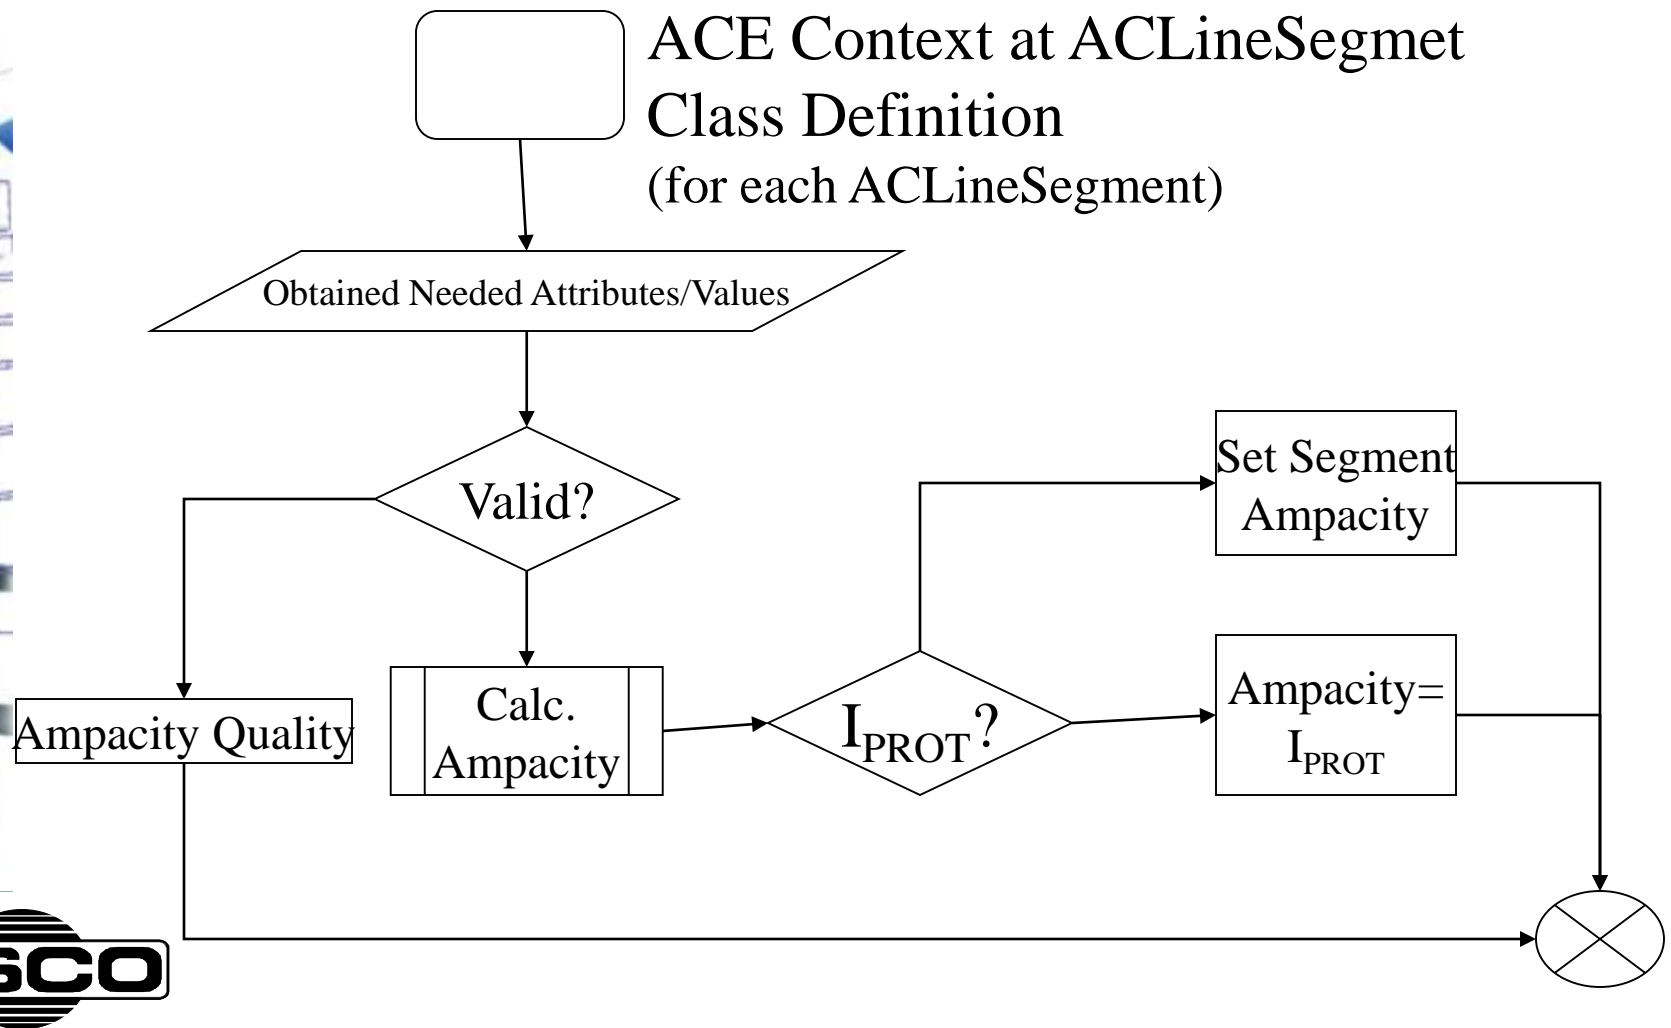 ACE Context at ACLineSegmet
Class Definition
(for each ACLineSegment)
Obtained Needed Attributes/Values
Valid?
Set Segment
Ampacity
Ampacity Quality
Calc.
Ampacity
IPROT?
Ampacity=
IPROT
SCO